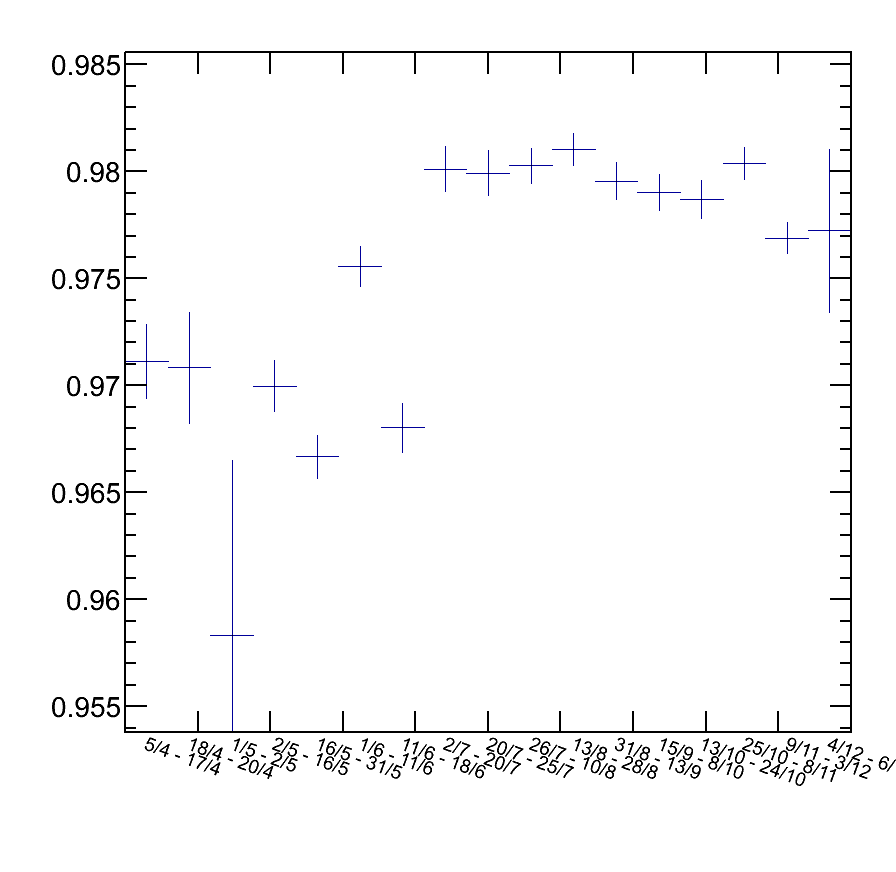 0.985
0.98
0.975
0.97
0.965
0.96
0.955
5/4 - 17/4
18/4 - 20/4
1/5 - 2/5
2/5 - 16/5
16/5 - 31/5
1/6 - 11/6
11/6 - 18/6
2/7 - 20/7
20/7 - 25/7
26/7 - 10/8
13/8 - 28/8
31/8 - 13/9
15/9 - 8/10
13/10 - 24/10
25/10 - 8/11
9/11 - 3/12
4/12 - 6/